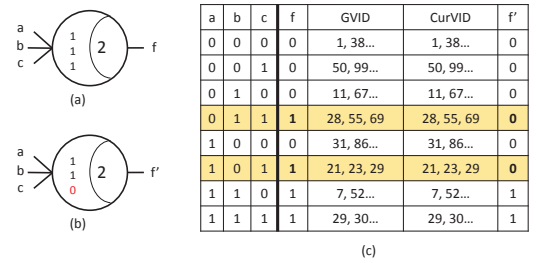 a
b
c
1
1
1
2
f
(a)
a
b
c
1
1
0
2
f'
(b)
a b c f GVID CurVID f'
0 0 0 0 1, 38... 1, 38... 0
0 0 1 0 50, 99... 50, 99... 0
0 1 0 0 11, 67... 11, 67... 0
0 1 1 1 28, 55, 69 28, 55, 69 0
1 0 0 0 31, 86... 31, 86... 0
1 0 1 1 21, 23, 29 21, 23, 29 0
1 1 0 1 7, 52... 7, 52... 1
1 1 1 1 29, 30... 29, 30... 1
(c)